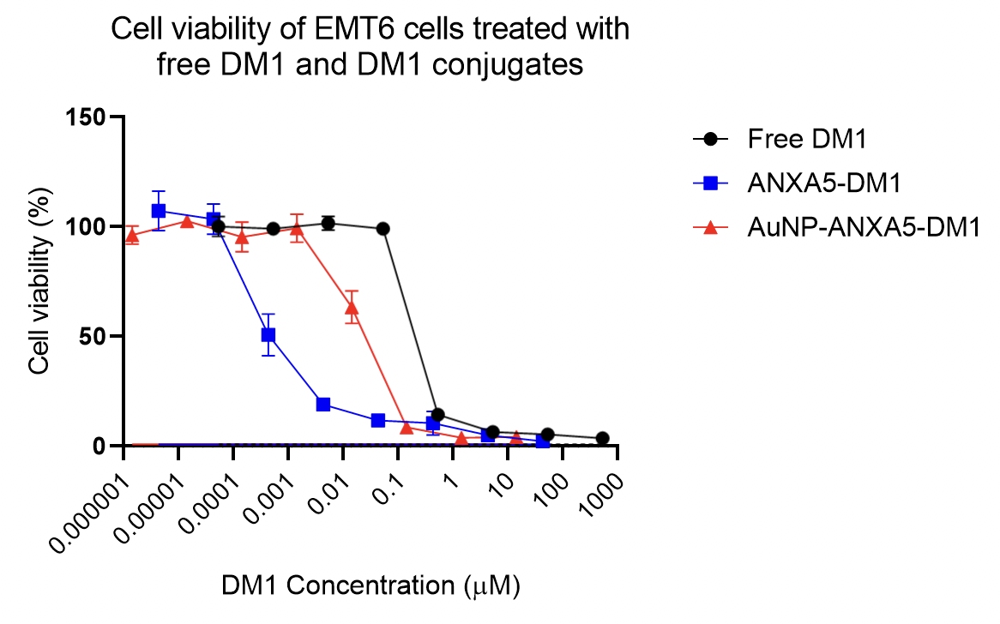 Cell viability of EMT6 cells treated with
free DM1 and DM1 conjugates
150
100
50
0
Cell viability (%)
0.000001
0.00001
0.0001
0.001
0.01
0.1
1
10
100
1000
DM1 Concentration (μM)
Free DM1
ANXA5-DM1
AuNP-ANXA5-DM1